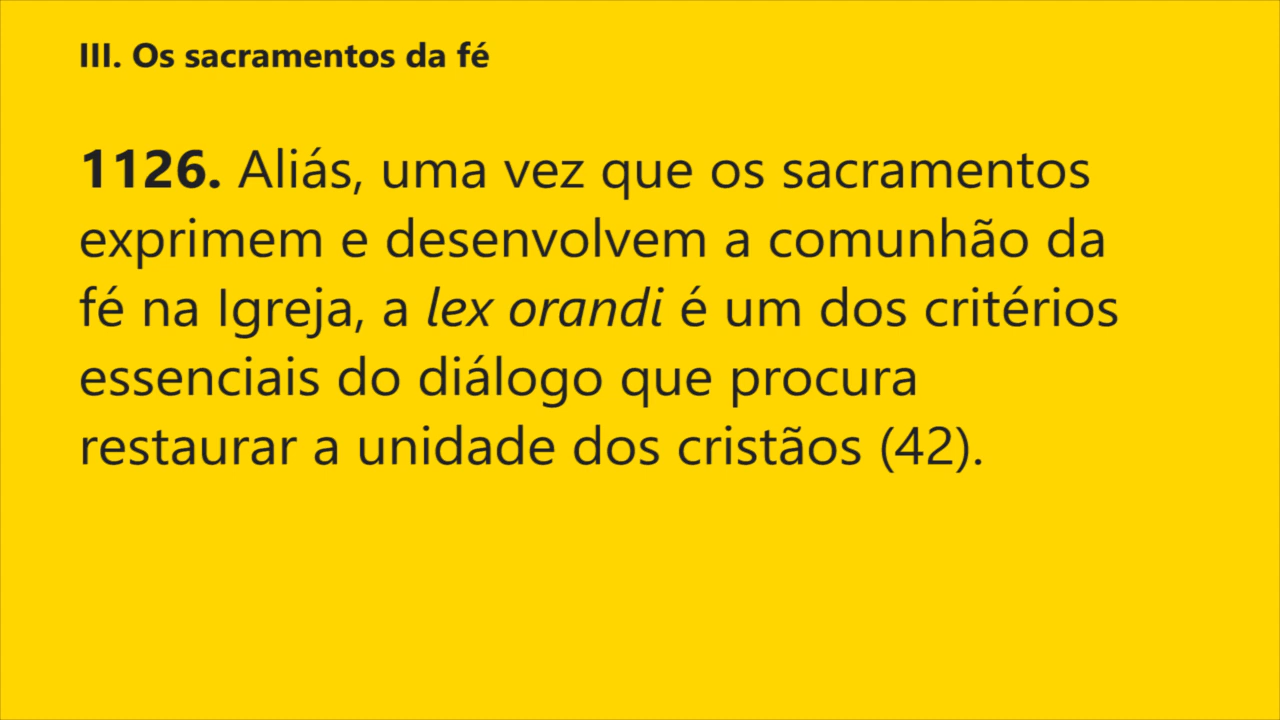 III. Os sacramentos da fé
1126. Aliás, uma vez que os sacramentos
exprimem e desenvolvem a comunhão da
fé na Igreja, a lex orandi é um dos critérios
essenciais do diálogo que procura
restaurar a unidade dos cristãos (42).